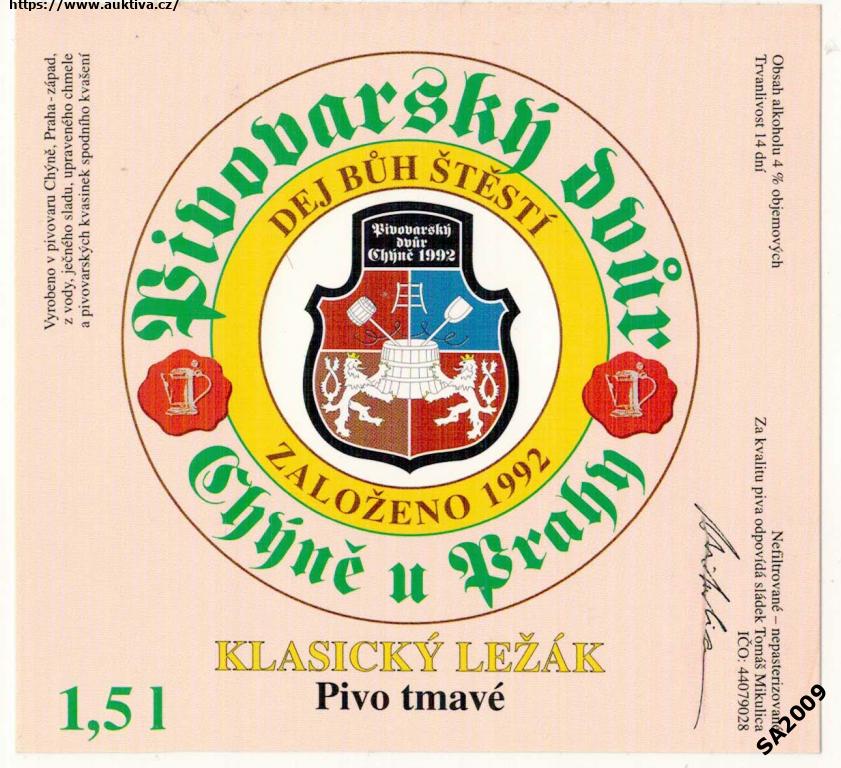 https://www.auktiva.cz/
Vyrobeno v pivovaru Chýně, Praha - západ,
z vody, ječného sladu, upraveného chmele
a pivovarských kvasinek spodního kvašení
Pivovarský dvůr
DEJ BŮH ŠTĚSTÍ
Pivovarský
dvůr
Chýně 1992
ZALOŽENO 1992
Chýně u Prahy
KLASICKÝ LEŽÁK
Pivo tmavé
1,5 l
Obsah alkoholu 4 % objemových
Trvanlivost 14 dní
Nefiltrované – nepasterizované
Za kvalitu piva odpovídá sládek Tomáš Mikulica
IČO: 44079028
SA2009